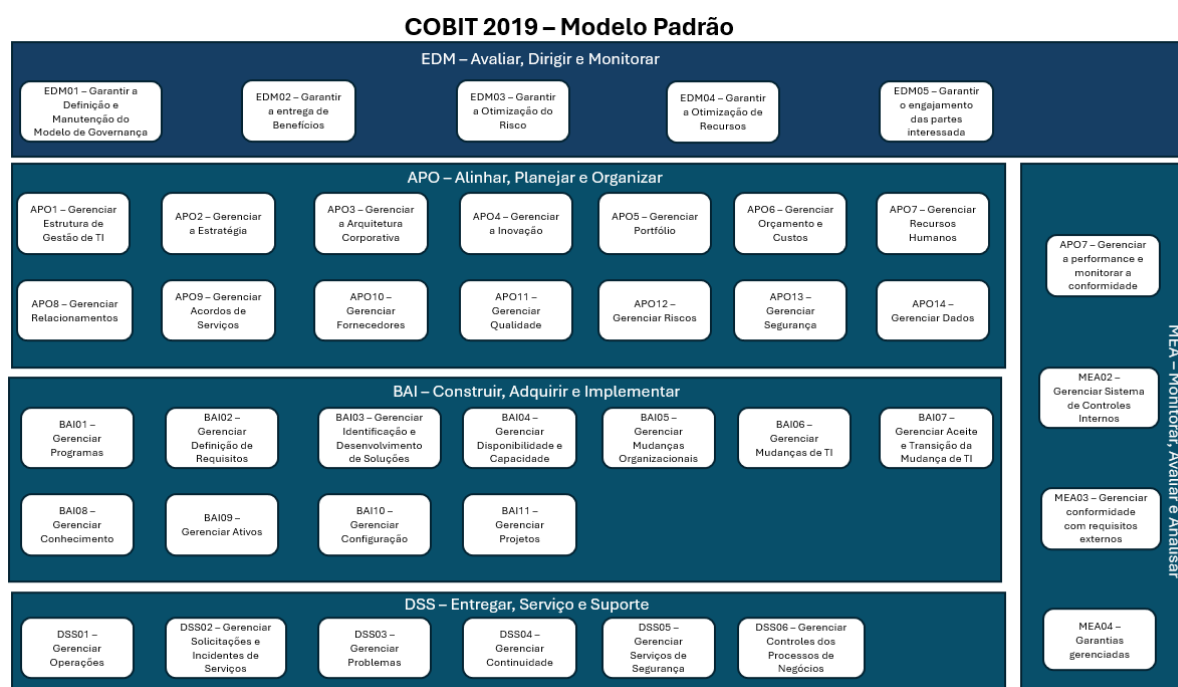 COBIT 2019 – Modelo Padrão
EDM – Avaliar, Dirigir e Monitorar
EDM01 – Garantir a
Definição e
Manutenção do
Modelo de Governança
EDM02 – Garantir
a entrega de
Benefícios
EDM03 – Garantir
a Otimização do
Risco
EDM04 – Garantir
a Otimização de
Recursos
EDM05 – Garantir
o engajamento
das partes
interessada
APO – Alinhar, Planejar e Organizar
APO1 – Gerenciar
Estrutura de
Gestão de TI
APO2 – Gerenciar
a Estratégia
APO3 – Gerenciar
a Arquitetura
Corporativa
APO4 – Gerenciar
a Inovação
APO5 – Gerenciar
Portfólio
APO6 – Gerenciar
Orçamento e
Custos
APO7 – Gerenciar
Recursos
Humanos
APO8 – Gerenciar
Relacionamentos
APO9 – Gerenciar
Acordos de
Serviços
APO10 –
Gerenciar
Fornecedores
APO11 –
Gerenciar
Qualidade
APO12 –
Gerenciar Riscos
APO13 –
Gerenciar
Segurança
APO14 –
Gerenciar Dados
BAI – Construir, Adquirir e Implementar
BAI01 –
Gerenciar
Programas
BAI02 –
Gerenciar
Definição de
Requisitos
BAI03 – Gerenciar
Identificação e
Desenvolvimento
de Soluções
BAI04 –
Gerenciar
Disponibilidade e
Capacidade
BAI05 –
Gerenciar
Mudanças
Organizacionais
BAI06 –
Gerenciar
Mudanças de TI
BAI07 –
Gerenciar Aceite
e Transição da
Mudança de TI
BAI08 –
Gerenciar
Conhecimento
BAI09 –
Gerenciar Ativos
BAI10 –
Gerenciar
Configuração
BAI11 –
Gerenciar
Projetos
DSS – Entregar, Serviço e Suporte
DSS01 –
Gerenciar
Operações
DSS02 – Gerenciar
Solicitações e
Incidentes de
Serviços
DSS03 –
Gerenciar
Problemas
DSS04 –
Gerenciar
Continuidade
DSS05 –
Gerenciar
Serviços de
Segurança
DSS06 – Gerenciar
Controles dos
Processos de
Negócios
MEA – Monitorar, Avaliar e Analisar
APO7 – Gerenciar
a performance e
monitorar a
conformidade
MEA02 –
Gerenciar Sistema
de Controles
Internos
MEA03 – Gerenciar
conformidade
com requisitos
externos
MEA04 –
Garantias
gerenciadas